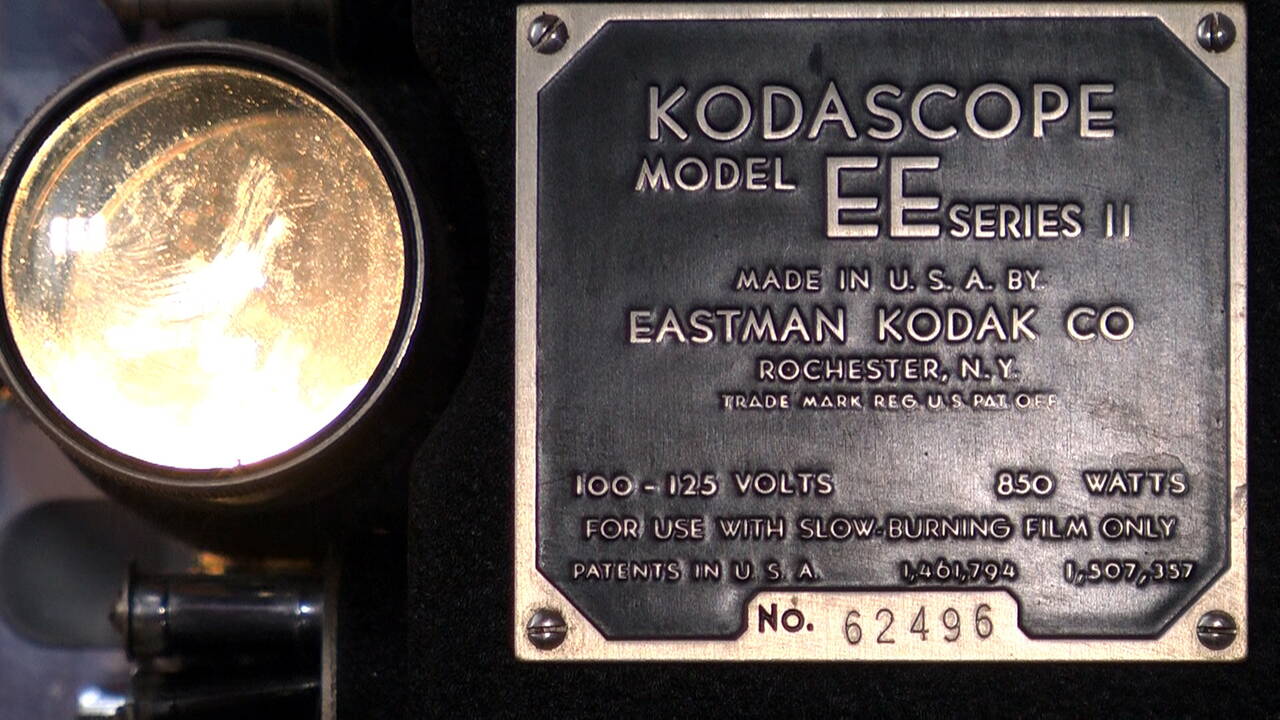 KODASCOPE
MODEL EE SERIES II
MADE IN U. S. A. BY
EASTMAN KODAK CO
ROCHESTER, N. Y.
TRADE MARK REG U.S. PAT. OFF
100 - 125 VOLTS 850 WATTS
FOR USE WITH SLOW-BURNING FILM ONLY
PATENTS IN U. S. A. 1,461,794 1,507,357
No. 62496